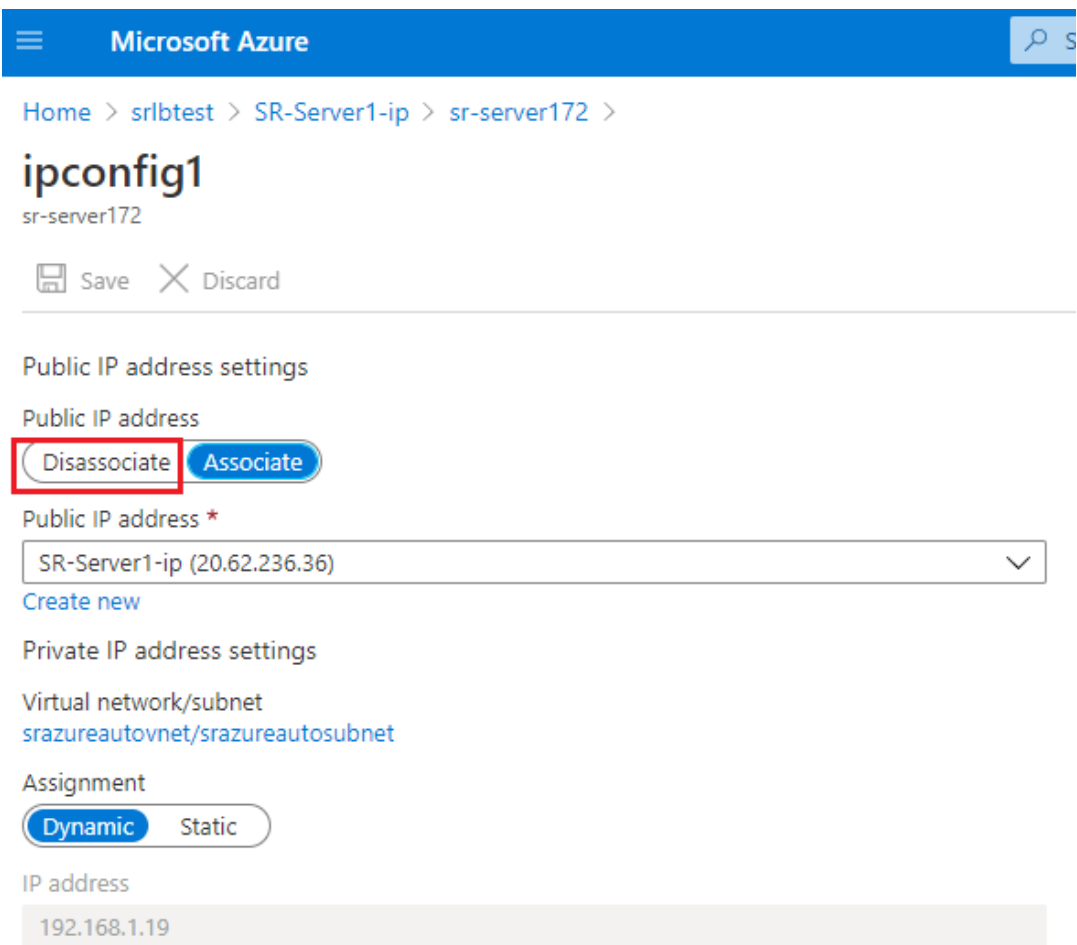 Microsoft Azure
Home > srlbtest > SR-Server1-ip > sr-server172 >
ipconfig1
sr-server172
Save Discard
Public IP address settings
Public IP address
Disassociate Associate
Public IP address *
SR-Server1-ip (20.62.236.36)
Create new
Private IP address settings
Virtual network/subnet
srazureautovnet/srazureautosubnet
Assignment
Dynamic Static
IP address
192.168.1.19